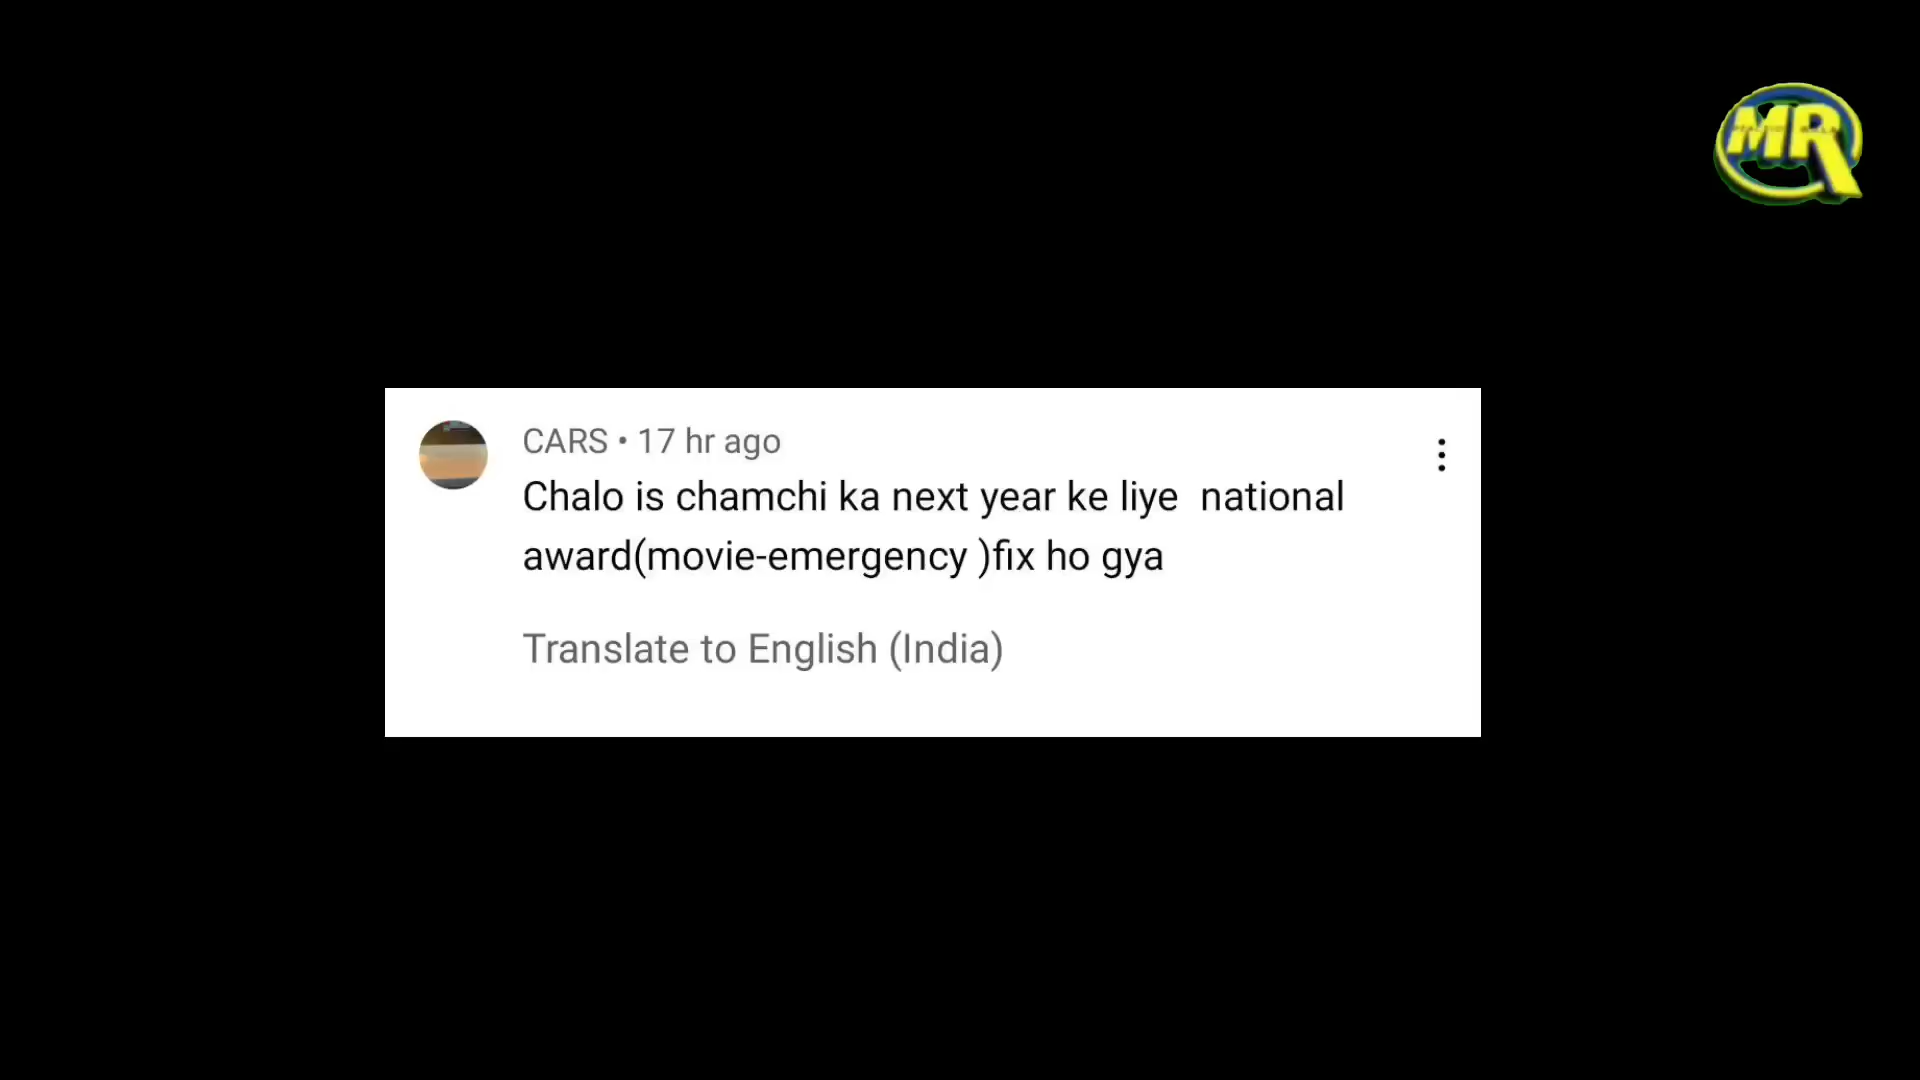 MR
CARS • 17 hr ago
Chalo is chamchi ka next year ke liye  national
award(movie-emergency )fix ho gya
Translate to English (India)